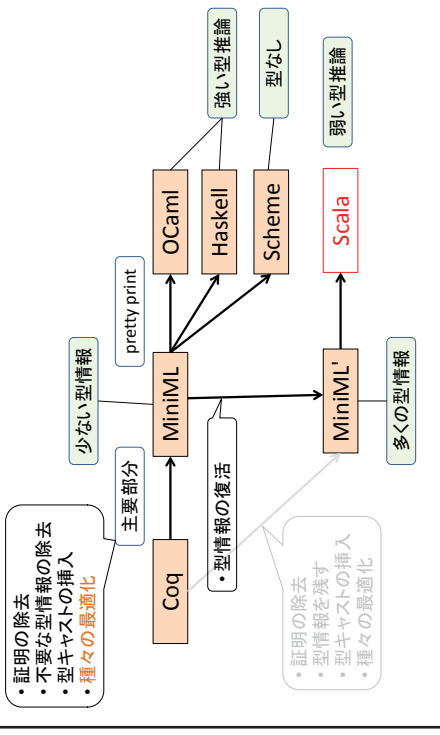 ・証明の除去
・不要な型情報の除去
・型キャストの挿入
・種々の最適化
主要部分
少ない型情報
pretty print
Coq
MiniML
OCaml
Haskell
Scheme
強い型推論
型なし
・型情報の復活
MiniML'
Scala
弱い型推論
多くの型情報
・証明の除去
・型情報を残す
・型キャストの挿入
・種々の最適化